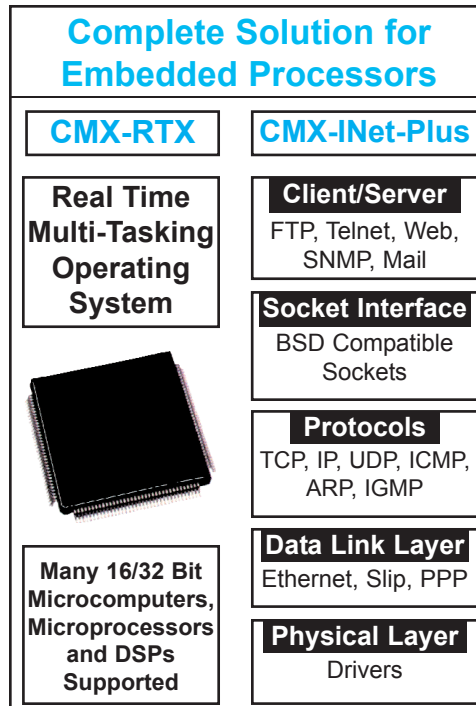 Complete Solution for
Embedded Processors
CMX-RTX
Real Time
Multi-Tasking
Operating
System
Many 16/32 Bit
Microcomputers,
Microprocessors
and DSPs
Supported
CMX-INet-Plus
Client/Server
FTP, Telnet, Web,
SNMP, Mail
Socket Interface
BSD Compatible
Sockets
Protocols
TCP, IP, UDP, ICMP,
ARP, IGMP
Data Link Layer
Ethernet, Slip, PPP
Physical Layer
Drivers